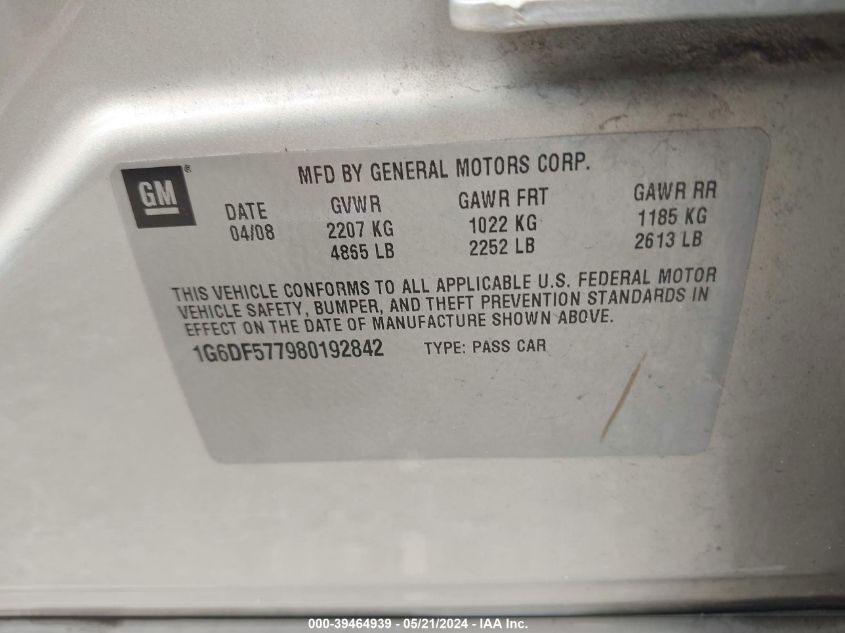 GM®
MFD BY GENERAL MOTORS CORP.
DATE GVWR GAWR FRT GAWR RR
04/08 2207 KG 1022 KG 1185 KG
4865 LB 2252 LB 2613 LB
THIS VEHICLE CONFORMS TO ALL APPLICABLE U.S. FEDERAL MOTOR
VEHICLE SAFETY, BUMPER, AND THEFT PREVENTION STANDARDS IN
EFFECT ON THE DATE OF MANUFACTURE SHOWN ABOVE.
1G6DF577980192842 TYPE: PASS CAR
000-39464939 - 05/21/2024 - IAA Inc.